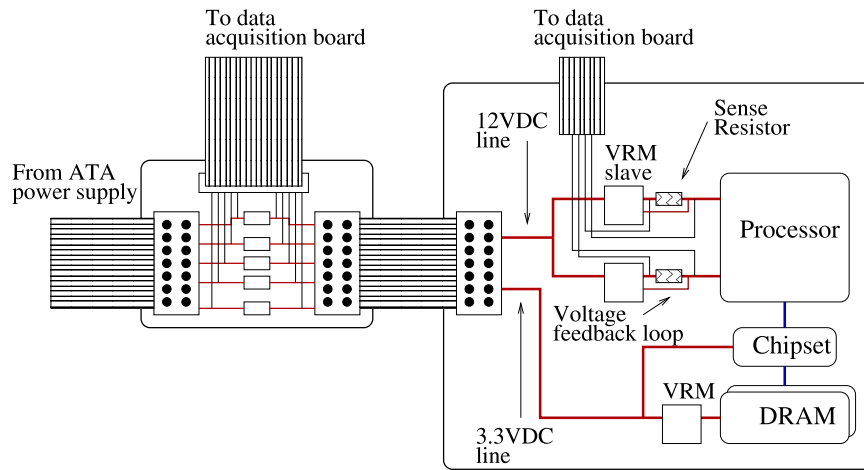 To data
acquisition board
To data
acquisition board
12VDC
line
Sense
Resistor
VRM
slave
From ATA
power supply
Processor
Voltage
feedback loop
Chipset
VRM
DRAM
3.3VDC
line